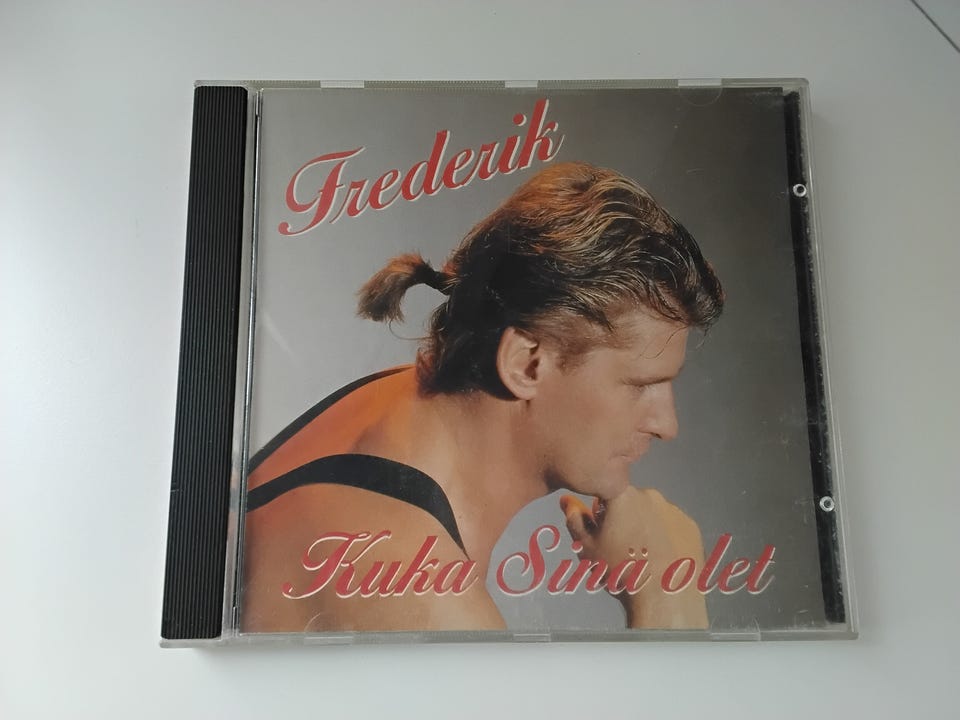 Frederik
Kuka Sinä olet